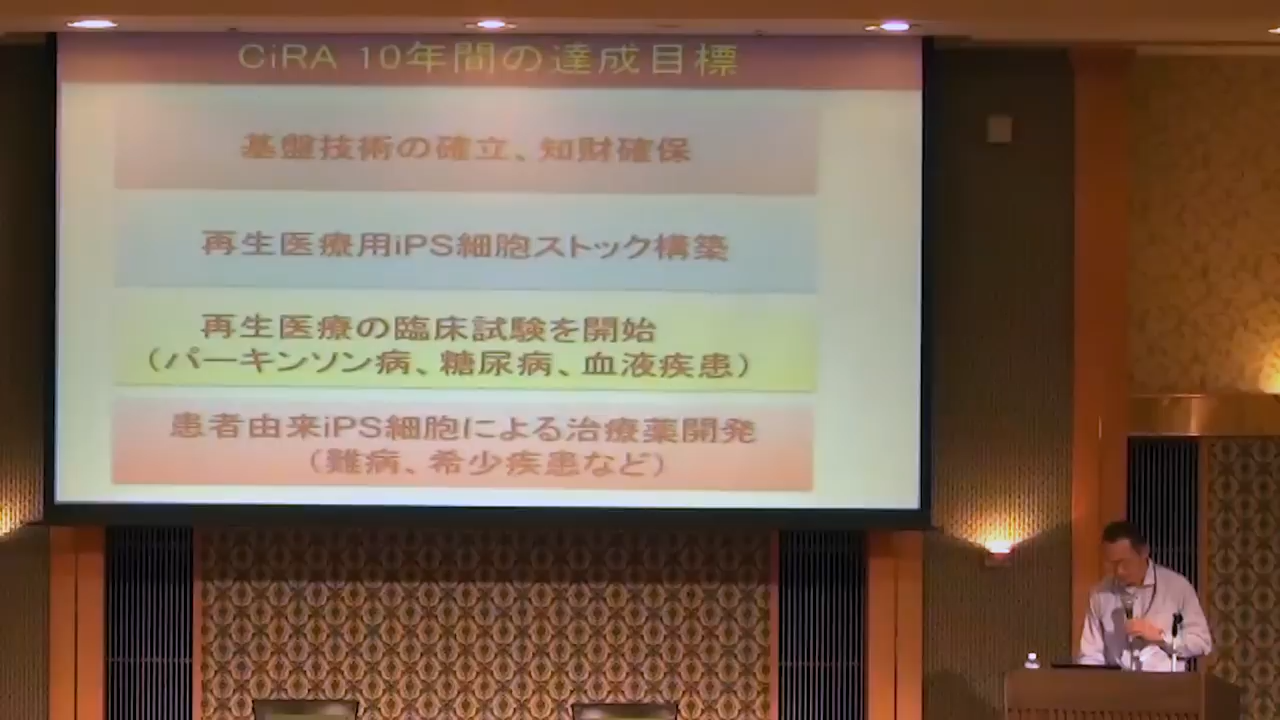 CiRA 10年間の達成目標
基盤技術の確立、知財確保
再生医療用iPS細胞ストック構築
再生医療の臨床試験を開始
（パーキンソン病、糖尿病、血液疾患）
患者由来iPS細胞による治療薬開発
（難病、希少疾患など）